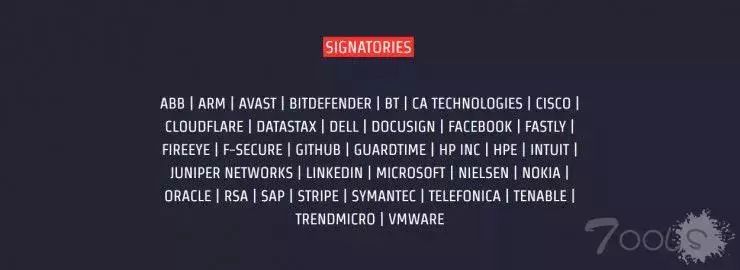 SIGNATORIES
ABB | ARM | AVAST | BITDEFENDER | BT | CA TECHNOLOGIES | CISCO |
CLOUDFLARE | DATASTAX | DELL | DOCUSIGN | FACEBOOK | FASTLY |
FIREEYE | F-SECURE | GITHUB | GUARDTIME | HP INC | HPE | INTUIT |
JUNIPER NETWORKS | LINKEDIN | MICROSOFT | NIELSEN | NOKIA |
ORACLE | RSA | SAP | STRIPE | SYMANTEC | TELEFONICA | TENABLE |
TRENDMICRO | VMWARE
7OOLS